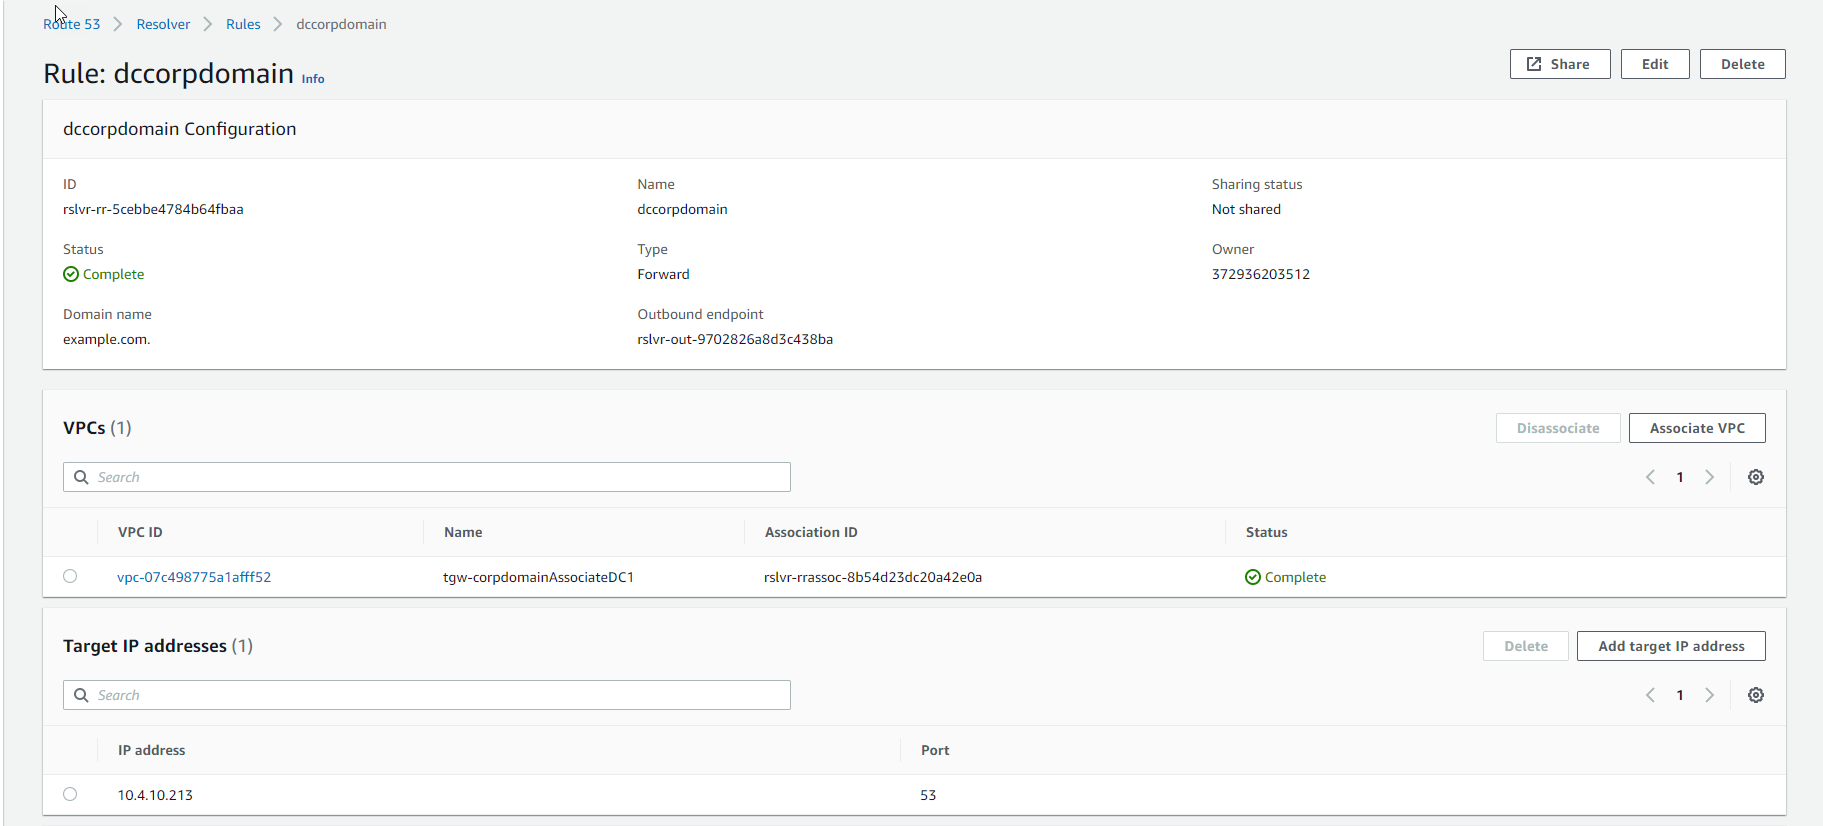 Route 53 > Resolver > Rules > dccorpdomain
Rule: dccorpdomain Info
Share Edit Delete
dccorpdomain Configuration
ID Name Sharing status
rslvr-rr-5cebbe4784b64fbaa dccorpdomain Not shared
Status Type Owner
Complete Forward 372936203512
Domain name Outbound endpoint
example.com. rslvr-out-9702826a8d3c438ba
VPCs (1) Disassociate Associate VPC
Search 1
VPC ID Name Association ID Status
vpc-07c498775a1afff52 tgw-corpdomainAssociateDC1 rslvr-rrassoc-8b54d23dc20a42e0a Complete
Target IP addresses (1) Delete Add target IP address
Search 1
IP address Port
10.4.10.213 53